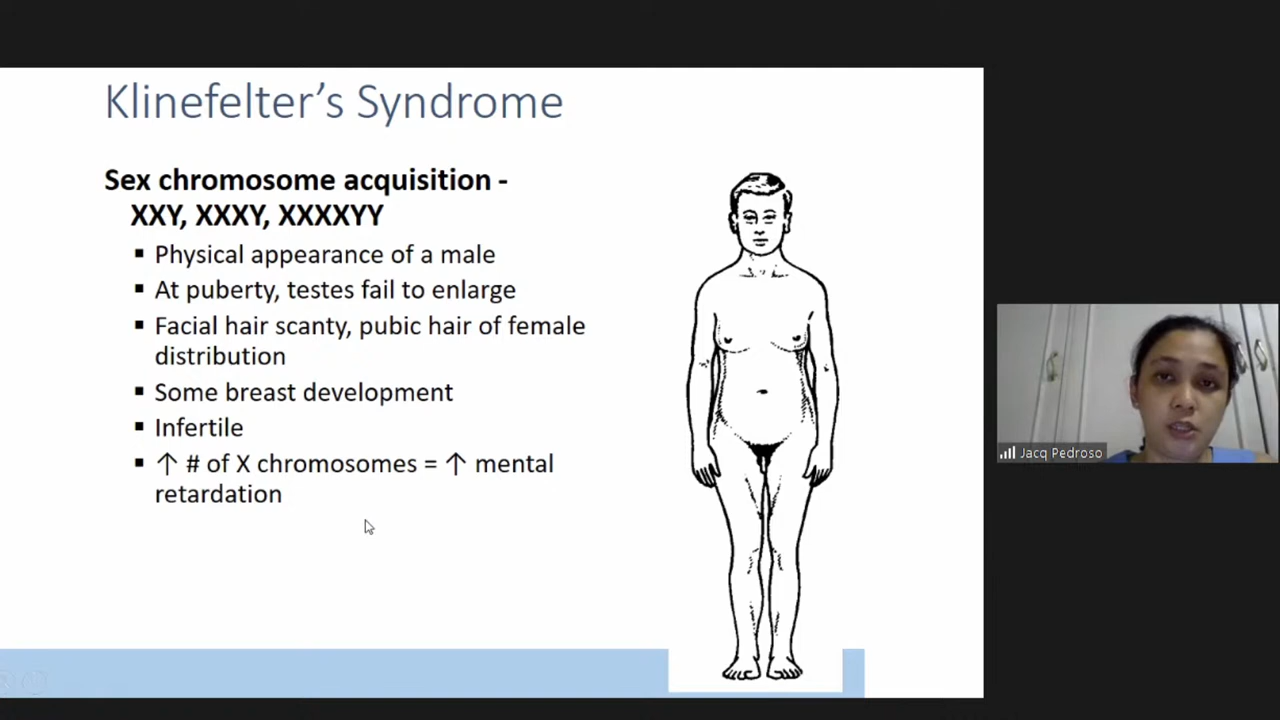 Klinefelter's Syndrome
Sex chromosome acquisition -
XXY, XXXY, XXXXYY
▪ Physical appearance of a male
▪ At puberty, testes fail to enlarge
▪ Facial hair scanty, pubic hair of female
distribution
▪ Some breast development
▪ Infertile
▪ ↑ # of X chromosomes = ↑ mental
retardation
Jacq Pedroso